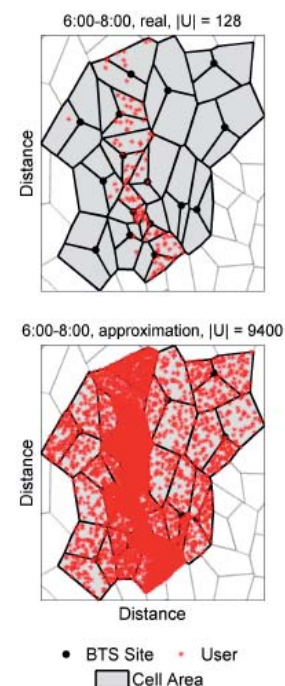 6:00-8:00, real, |U| = 128
Distance
6:00-8:00, approximation, |U| = 9400
Distance
Distance
BTS Site User
Cell Area